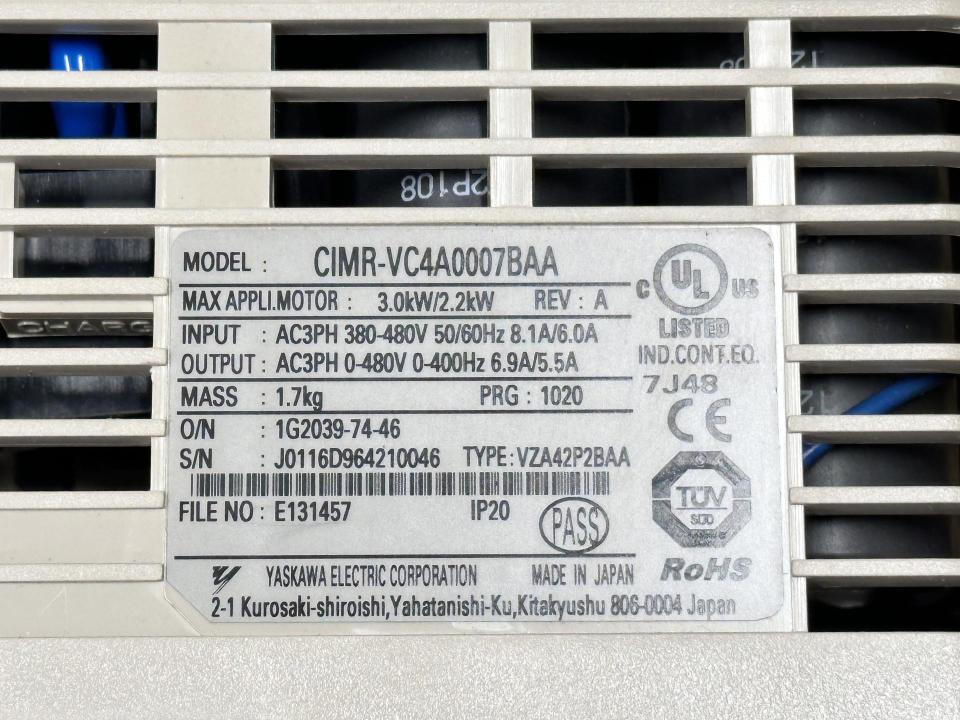 2P108
CHARG
MODEL : CIMR-VC4A0007BAA
MAX APPLI.MOTOR : 3.0kW/2.2kW REV : A
INPUT : AC3PH 380-480V 50/60Hz 8.1A/6.0A
OUTPUT : AC3PH 0-480V 0-400Hz 6.9A/5.5A
MASS : 1.7kg PRG : 1020
O/N : 1G2039-74-46
S/N : J0116D964210046 TYPE : VZA42P2BAA
FILE NO : E131457 IP20 PASS
YASKAWA ELECTRIC CORPORATION MADE IN JAPAN
2-1 Kurosaki-shiroishi,Yahatanishi-Ku,Kitakyushu 806-0004 Japan
C UL US
LISTED
IND.CONT.EQ.
7J48
CE
TÜV
SÜD
RoHS